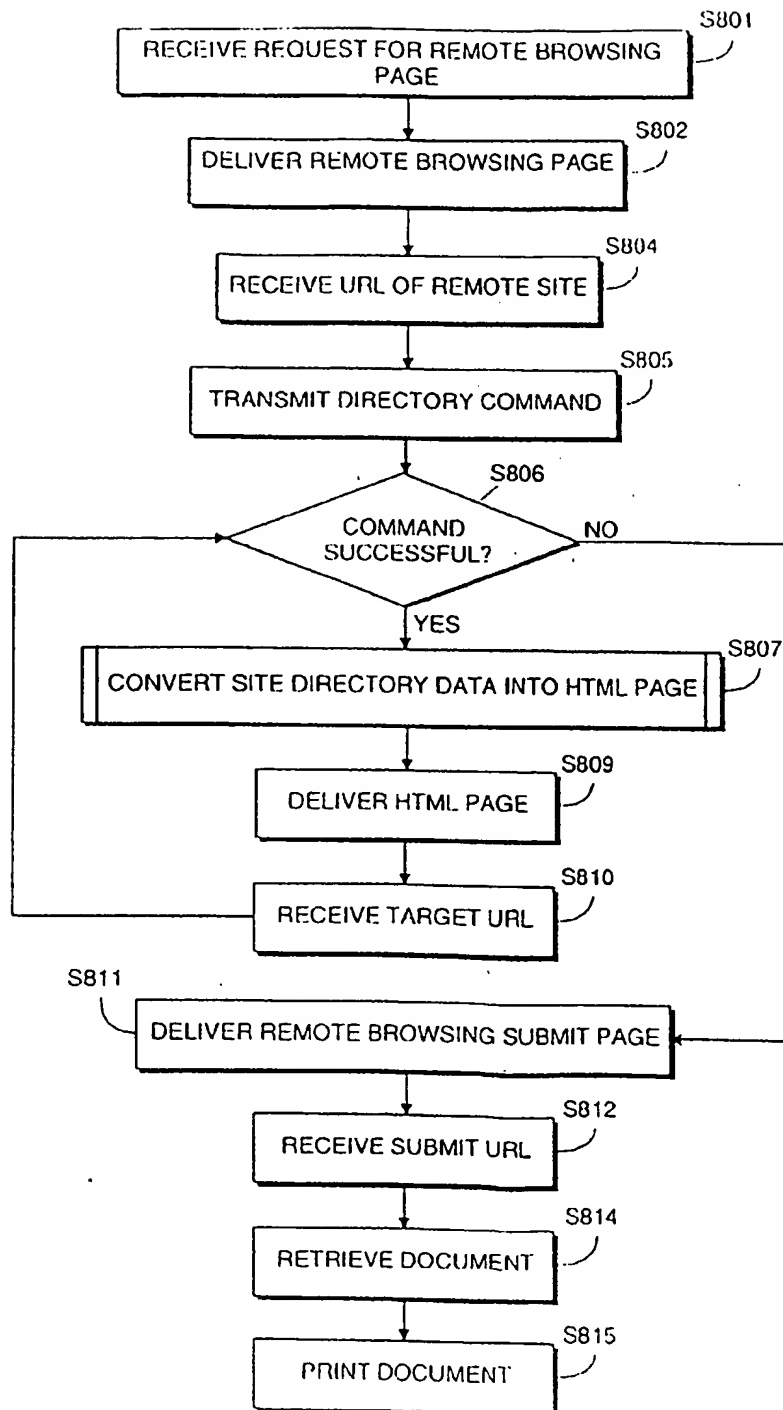 S801
RECEIVE REQUEST FOR REMOTE BROWSING
PAGE
S802
DELIVER REMOTE BROWSING PAGE
S804
RECEIVE URL OF REMOTE SITE
S805
TRANSMIT DIRECTORY COMMAND
S806
COMMAND
SUCCESSFUL?
NO
YES
S807
CONVERT SITE DIRECTORY DATA INTO HTML PAGE
S809
DELIVER HTML PAGE
S810
RECEIVE TARGET URL
S811
DELIVER REMOTE BROWSING SUBMIT PAGE
S812
RECEIVE SUBMIT URL
S814
RETRIEVE DOCUMENT
S815
PRINT DOCUMENT